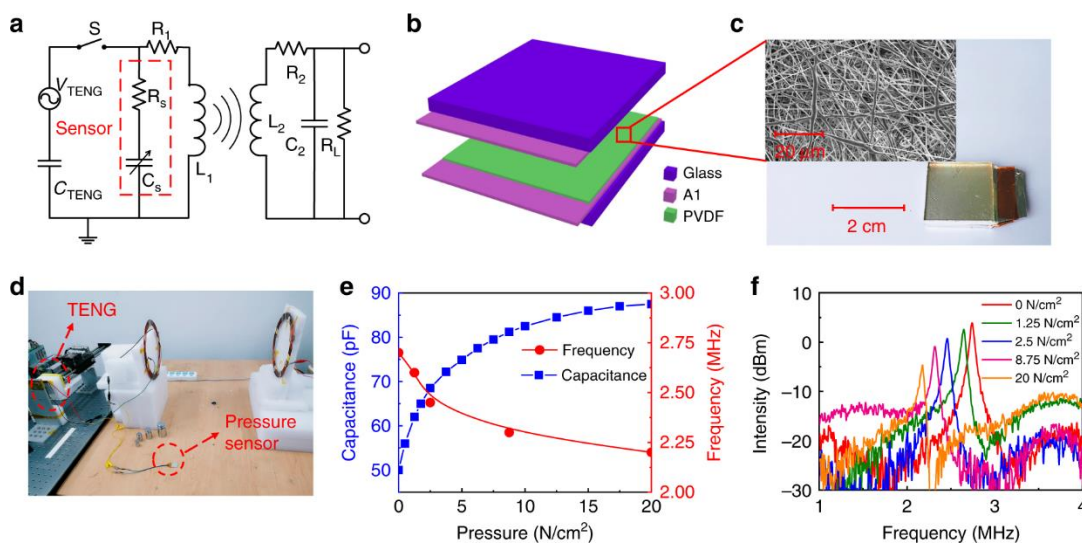 a
S
R1
R2
VTENG
Rs
Sensor
L2
C2
RL
CTENG
Cs
L1
b
Glass
A1
PVDF
c
20 μm
2 cm
d
TENG
Pressure
sensor
e
90
80
70
60
50
Capacitance (pF)
Frequency
Capacitance
3.00
2.75
2.50
2.25
2.00
Frequency (MHz)
0 5 10 15 20
Pressure (N/cm²)
f
10
0
−10
−20
−30
Intensity (dBm)
0 N/cm²
1.25 N/cm²
2.5 N/cm²
8.75 N/cm²
20 N/cm²
1 2 3 4
Frequency (MHz)